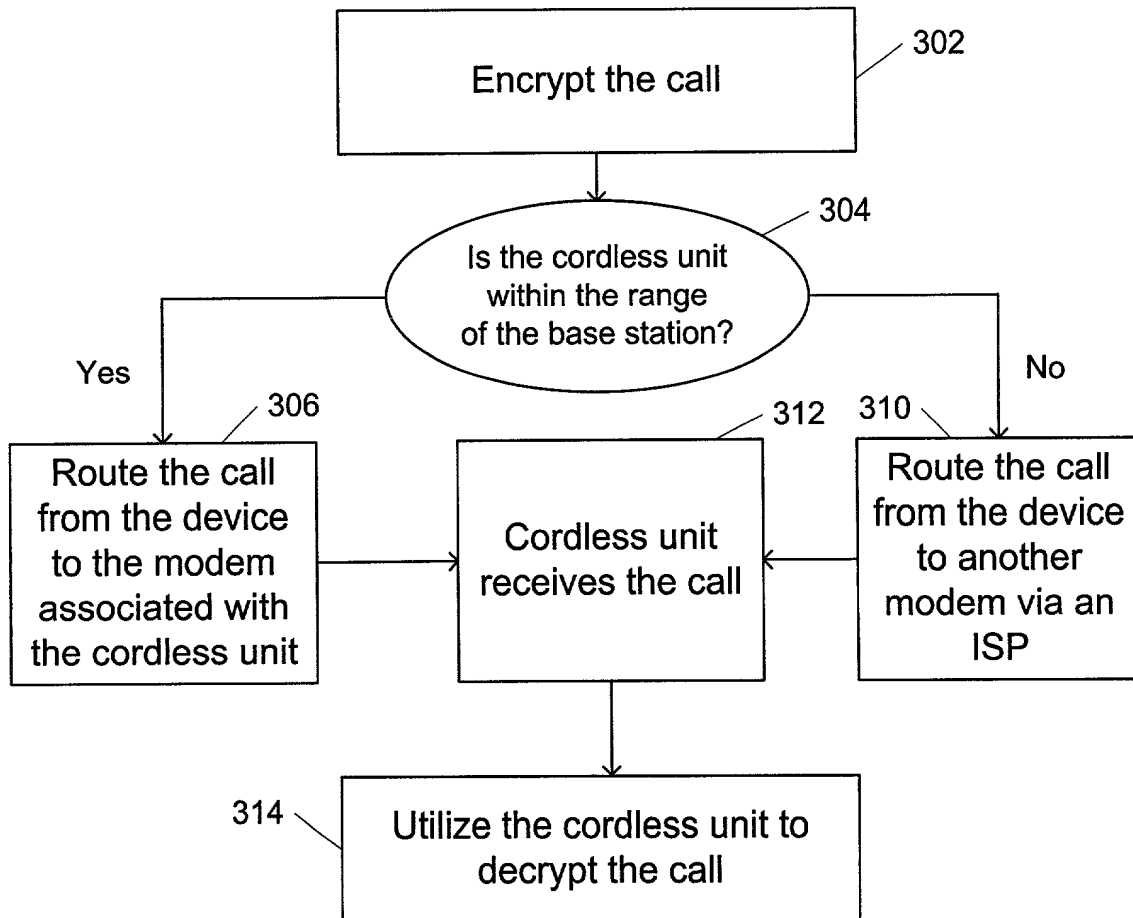 302
Encrypt the call
304
Is the cordless unit
within the range
of the base station?
Yes
No
306
Route the call
from the device
to the modem
associated with
the cordless unit
312
Cordless unit
receives the call
310
Route the call
from the device
to another
modem via an
ISP
314
Utilize the cordless unit to
decrypt the call